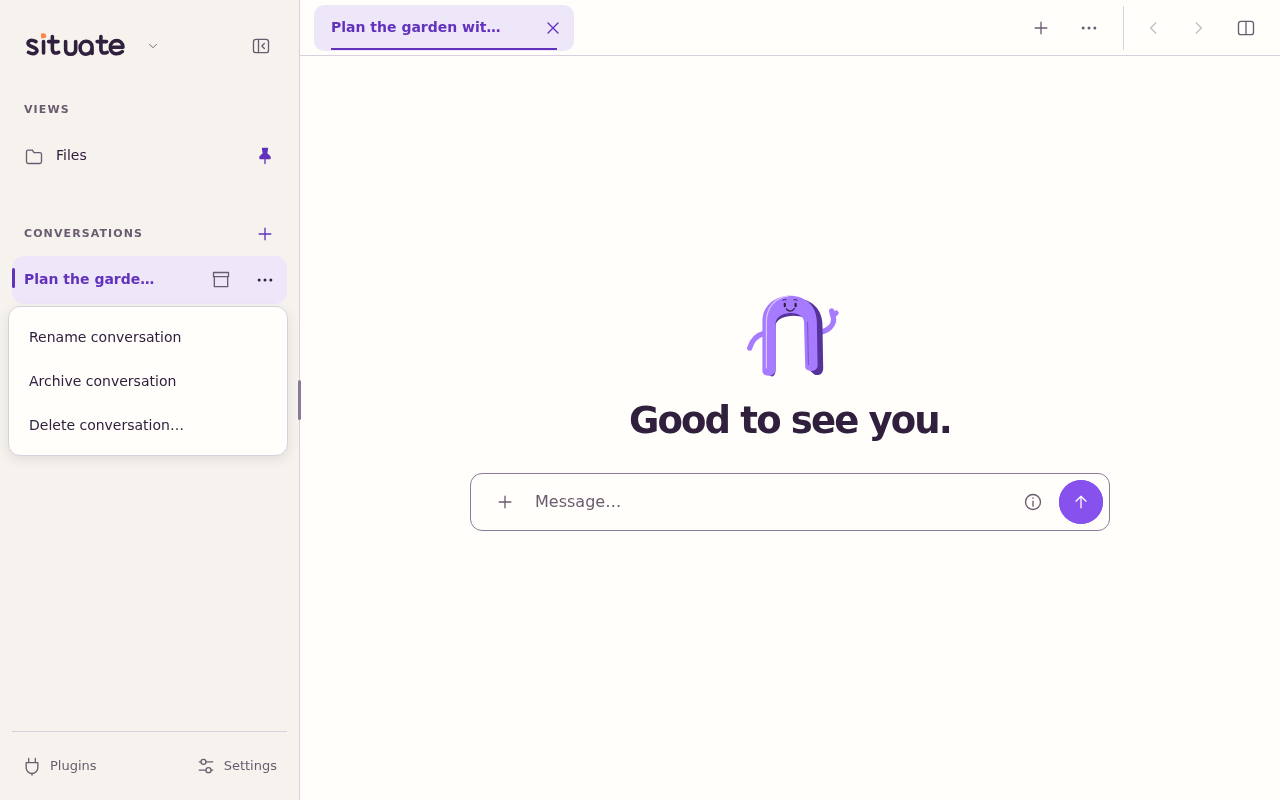 situate
Plan the garden wit…
VIEWS
Files
CONVERSATIONS
Plan the garde…
Rename conversation
Archive conversation
Delete conversation…
Good to see you.
Message…
Plugins
Settings